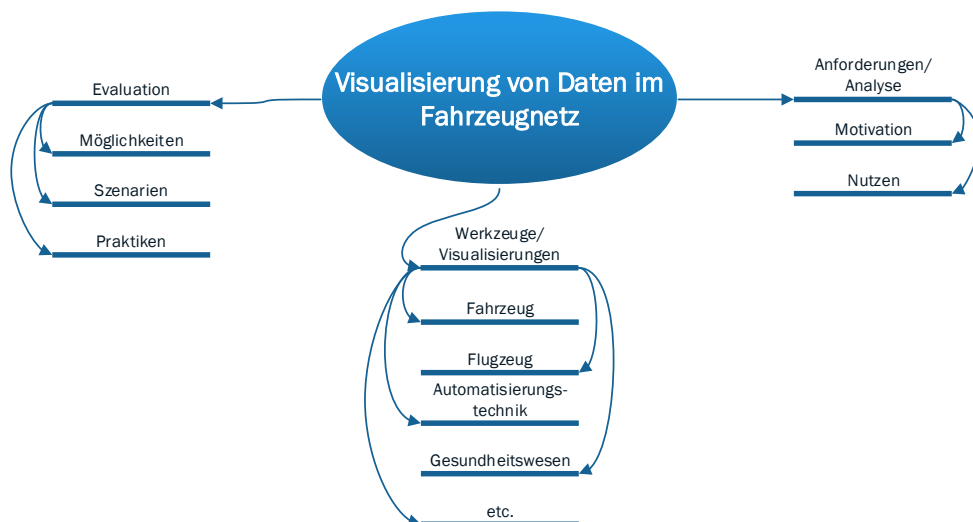 Visualisierung von Daten im
Fahrzeugnetz
Evaluation
Möglichkeiten
Szenarien
Praktiken
Anforderungen/
Analyse
Motivation
Nutzen
Werkzeuge/
Visualisierungen
Fahrzeug
Flugzeug
Automatisierungs-
technik
Gesundheitswesen
etc.